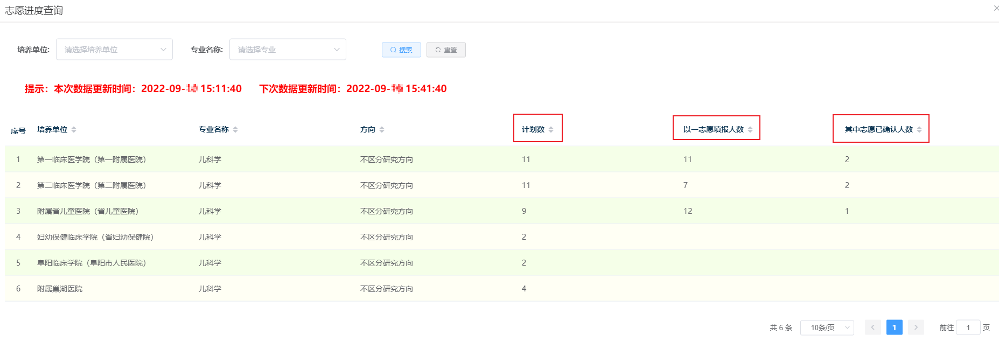 志愿进度查询
培养单位: 请选择培养单位 专业名称: 请选择专业 搜索 重置
提示：本次数据更新时间：2022-09- 15:11:40 下次数据更新时间：2022-09- 15:41:40
序号 培养单位 专业名称 方向 计划数 以一志愿填报人数 其中志愿已确认人数
1 第一临床医学院（第一附属医院） 儿科学 不区分研究方向 11 11 2
2 第二临床医学院（第二附属医院） 儿科学 不区分研究方向 11 7 2
3 附属省儿童医院（省儿童医院） 儿科学 不区分研究方向 9 12 1
4 妇幼保健临床学院（省妇幼保健院） 儿科学 不区分研究方向 2
5 阜阳临床学院（阜阳市人民医院） 儿科学 不区分研究方向 2
6 附属巢湖医院 儿科学 不区分研究方向 4
共 6 条 10条/页 1 前往 1 页